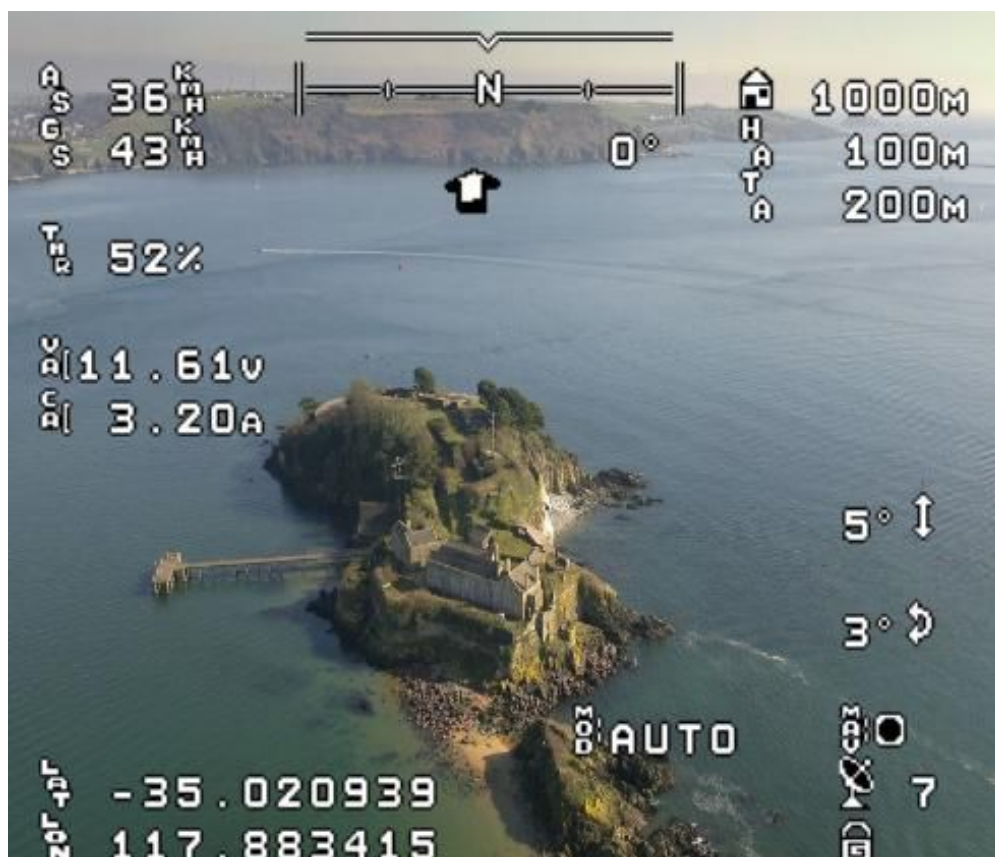 AS 36 KMH
N
1000M
GS 43 KMH
0°
HA 100M
TA 200M
THR 52%
VA[11.61V
CA[ 3.20A
5°
3°
MOD:AUTO
MAV:
LAT -35.020939
7
LON 117.883415
G